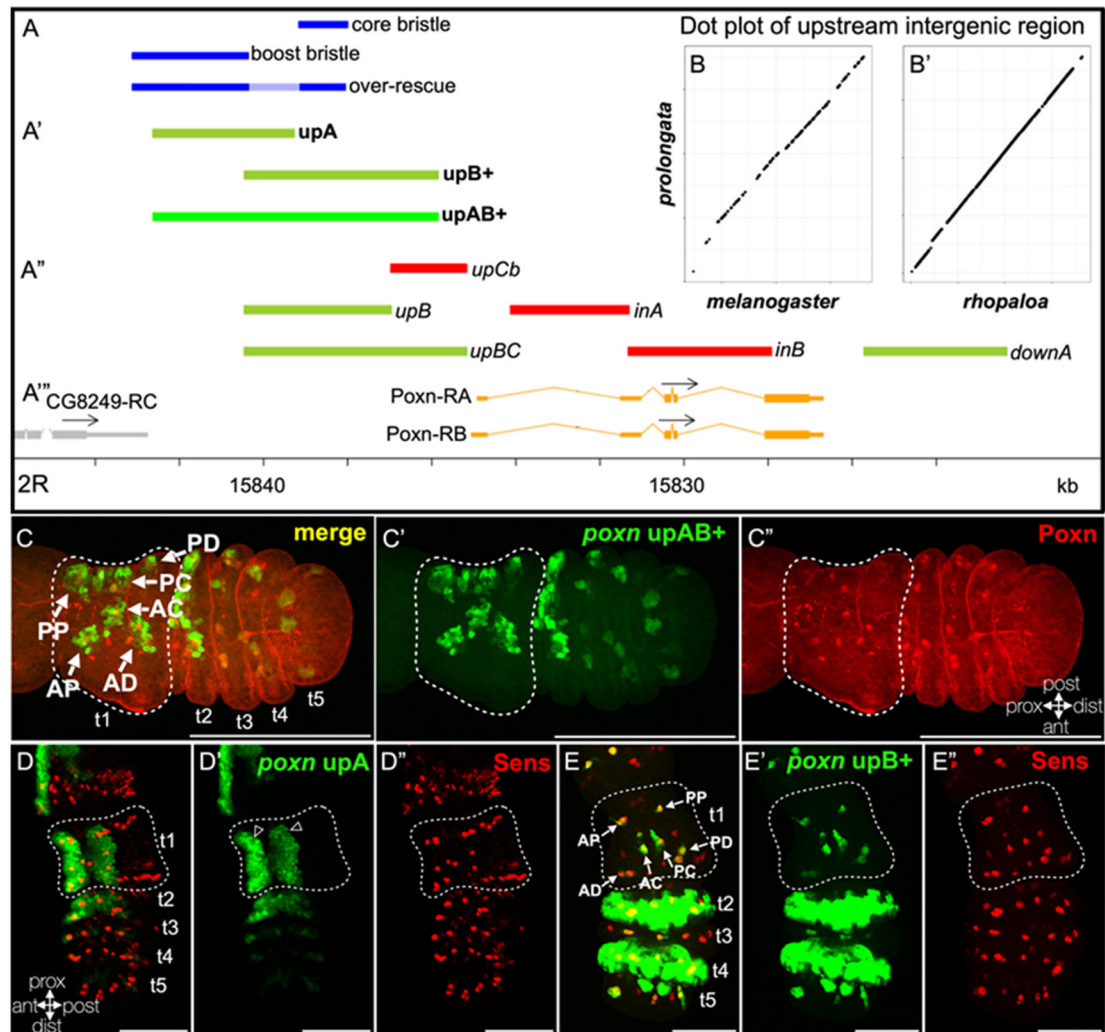 A
core bristle
boost bristle
over-rescue
A'
upA
upB+
upAB+
A"
upCb
upB
inA
upBC
inB
downA
A'"
CG8249-RC
Poxn-RA
Poxn-RB
2R
15840
15830
kb
Dot plot of upstream intergenic region
B
B'
prolongata
melanogaster
rhopaloa
C
merge
PD
PC
AC
PP
AP
AD
t1
t2
t3
t4
t5
C'
poxn upAB+
C"
Poxn
post
prox
dist
ant
D
t1
t2
t3
t4
t5
prox
ant
post
dist
D'
poxn upA
D"
Sens
E
PP
t1
AP
PD
AC
PC
AD
t2
t3
t4
t5
E'
poxn upB+
E"
Sens